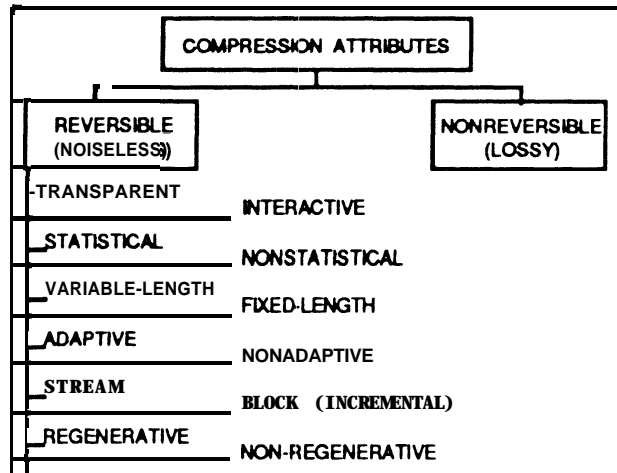 COMPRESSION ATTRIBUTES
REVERSIBLE
(NOISELESS))
NONREVERSIBLE
(LOSSY)
-TRANSPARENT
INTERACTIVE
STATISTICAL
NONSTATISTICAL
VARIABLE-LENGTH
FIXED-LENGTH
ADAPTIVE
NONADAPTIVE
STREAM
BLOCK (INCREMENTAL)
REGENERATIVE
NON-REGENERATIVE